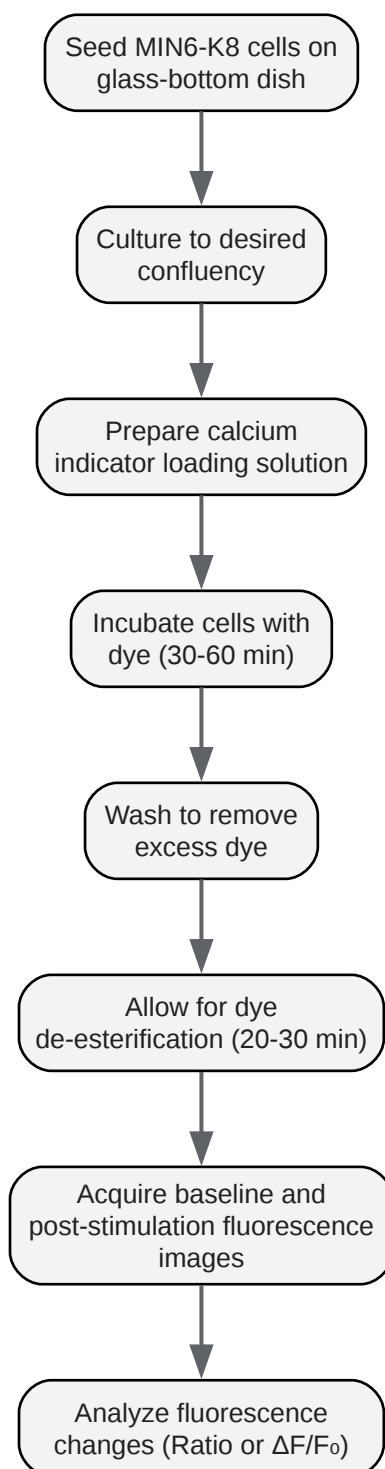 Seed MIN6-K8 cells on
glass-bottom dish
Culture to desired
confluency
Prepare calcium
indicator loading solution
Incubate cells with
dye (30-60 min)
Wash to remove
excess dye
Allow for dye
de-esterification (20-30 min)
Acquire baseline and
post-stimulation fluorescence
images
Analyze fluorescence
changes (Ratio or ΔF/F₀)